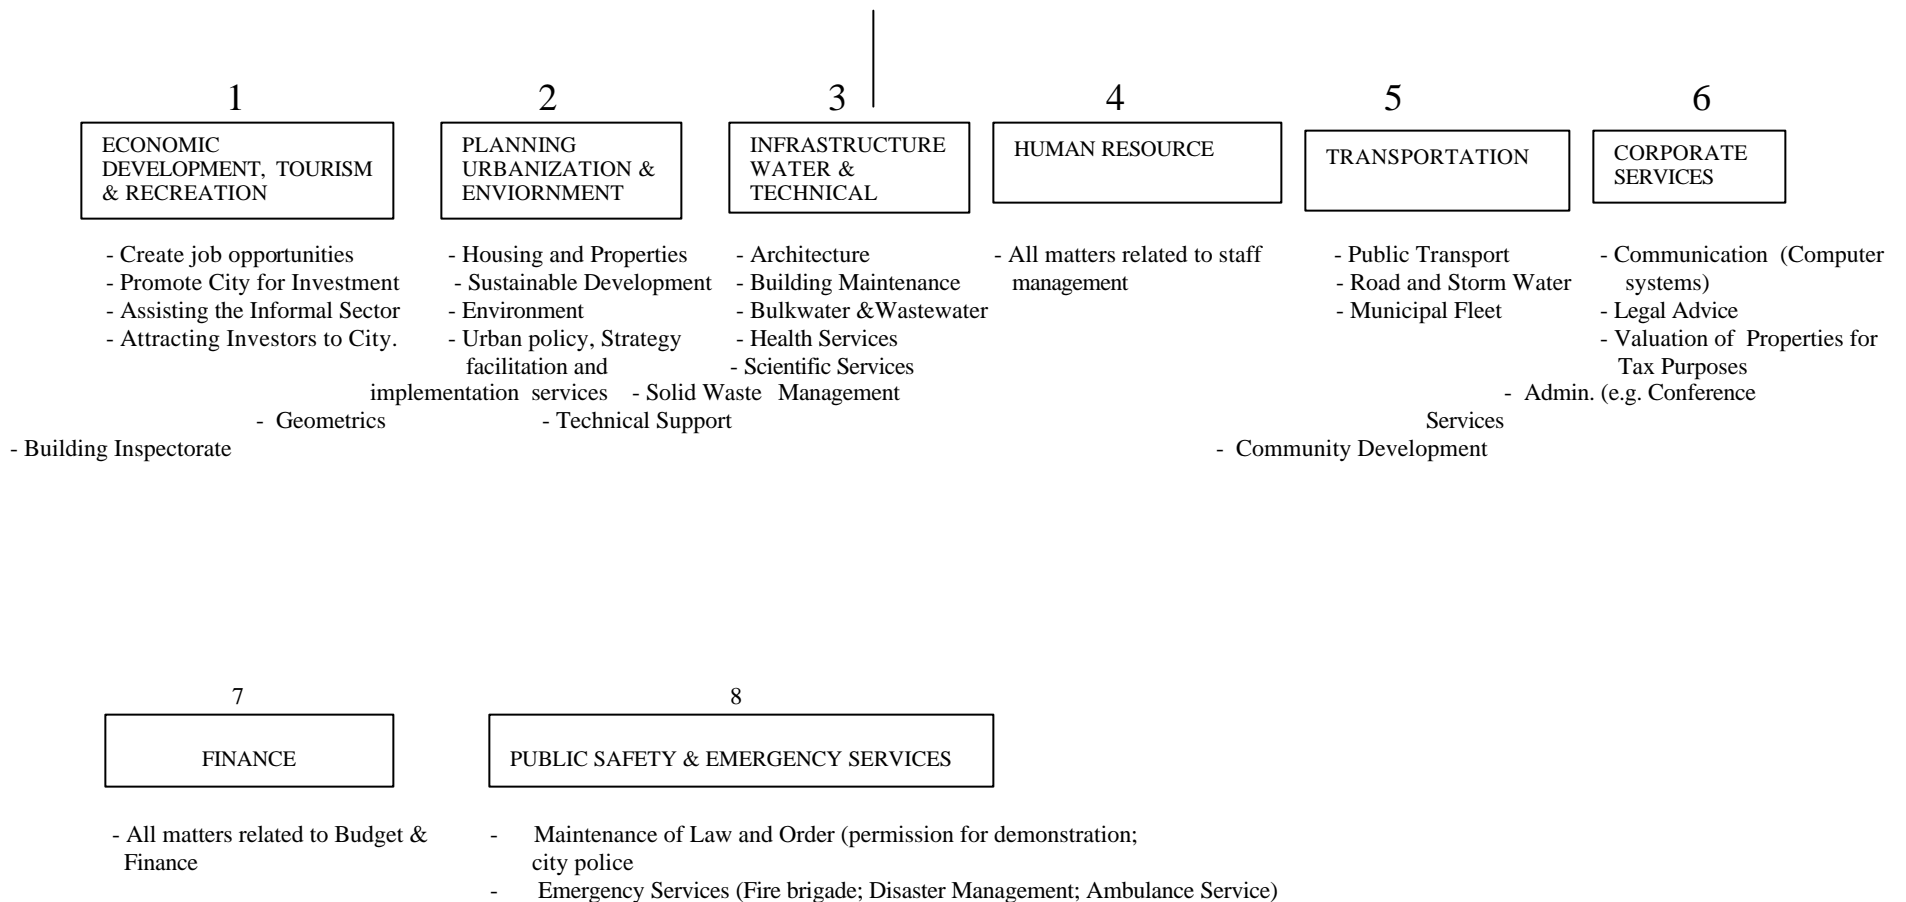 1
ECONOMIC
DEVELOPMENT, TOURISM
& RECREATION
- Create job opportunities
- Promote City for Investment
- Assisting the Informal Sector
- Attracting Investors to City.
2
PLANNING
URBANIZATION &
ENVIORNMENT
- Housing and Properties
- Sustainable Development
- Environment
- Urban policy, Strategy
facilitation and
implementation services
- Geometrics
- Building Inspectorate
3
INFRASTRUCTURE
WATER &
TECHNICAL
- Architecture
- Building Maintenance
- Bulkwater &Wastewater
- Health Services
- Scientific Services
- Solid Waste Management
- Technical Support
4
HUMAN RESOURCE
- All matters related to staff
management
5
TRANSPORTATION
- Public Transport
- Road and Storm Water
- Municipal Fleet
6
CORPORATE
SERVICES
- Communication (Computer
systems)
- Legal Advice
- Valuation of Properties for
Tax Purposes
- Admin. (e.g. Conference
Services
- Community Development
7
FINANCE
- All matters related to Budget &
Finance
8
PUBLIC SAFETY & EMERGENCY SERVICES
- Maintenance of Law and Order (permission for demonstration;
city police
- Emergency Services (Fire brigade; Disaster Management; Ambulance Service)